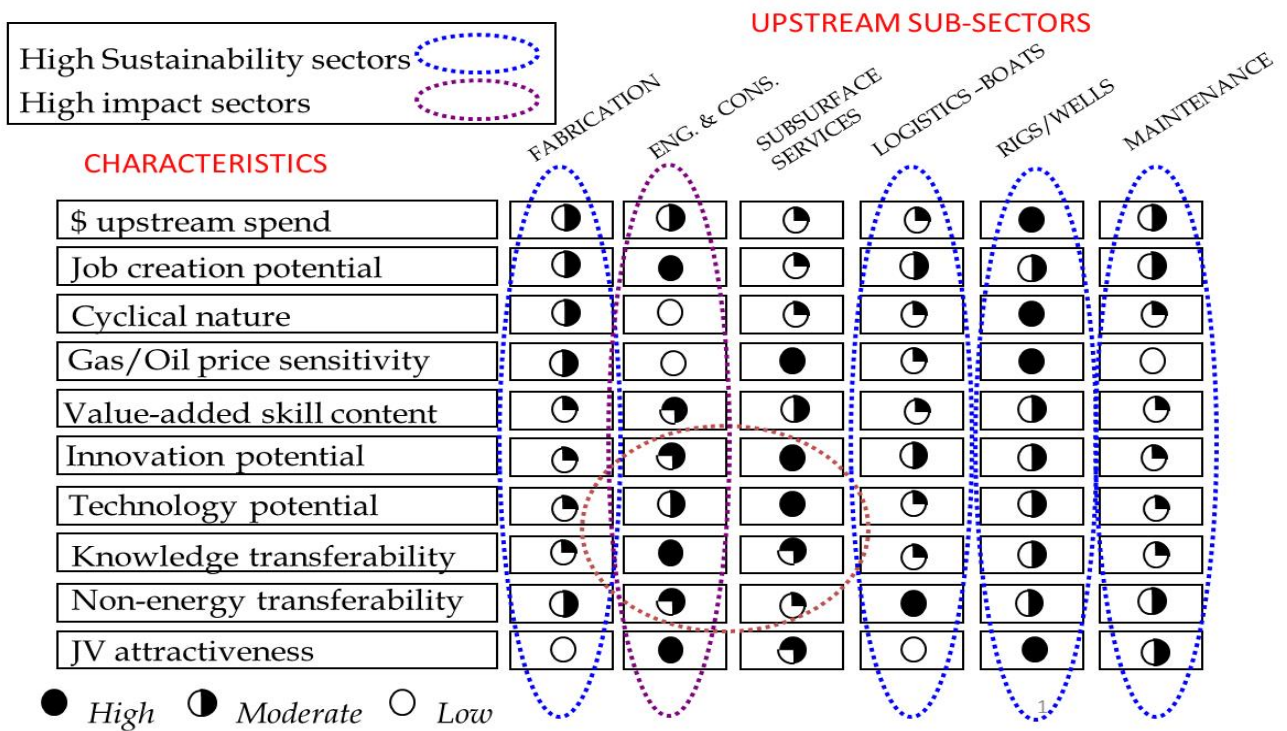 UPSTREAM SUB-SECTORS
High Sustainability sectors
High impact sectors
FABRICATION
ENG. & CONS.
SUBSURFACE
SERVICES
LOGISTICS –BOATS
RIGS/WELLS
MAINTENANCE
CHARACTERISTICS
$ upstream spend
Job creation potential
Cyclical nature
Gas/Oil price sensitivity
Value-added skill content
Innovation potential
Technology potential
Knowledge transferability
Non-energy transferability
JV attractiveness
High Moderate Low
1